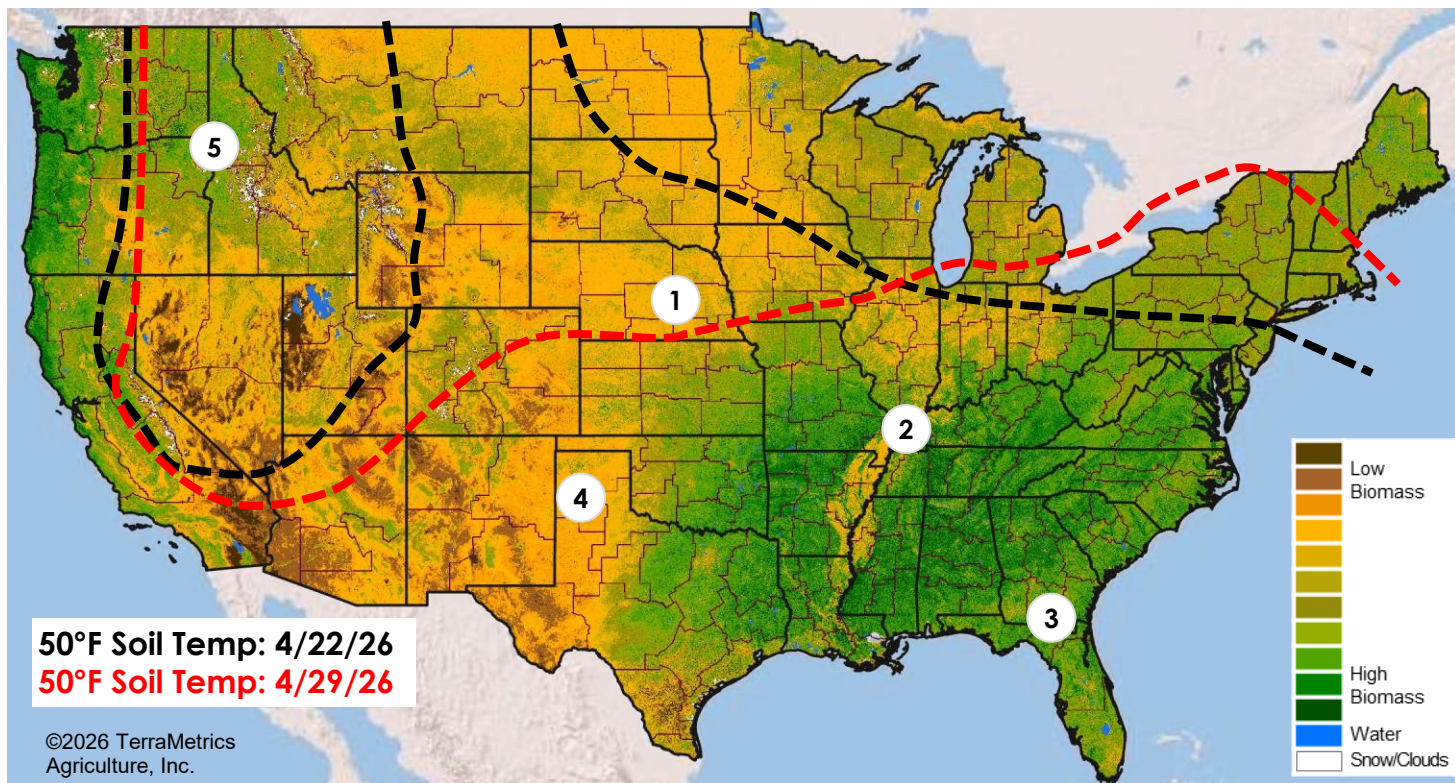 5
1
2
4
3
50°F Soil Temp: 4/22/26
50°F Soil Temp: 4/29/26
©2026 TerraMetrics
Agriculture, Inc.
Low
Biomass
High
Biomass
Water
Snow/Clouds